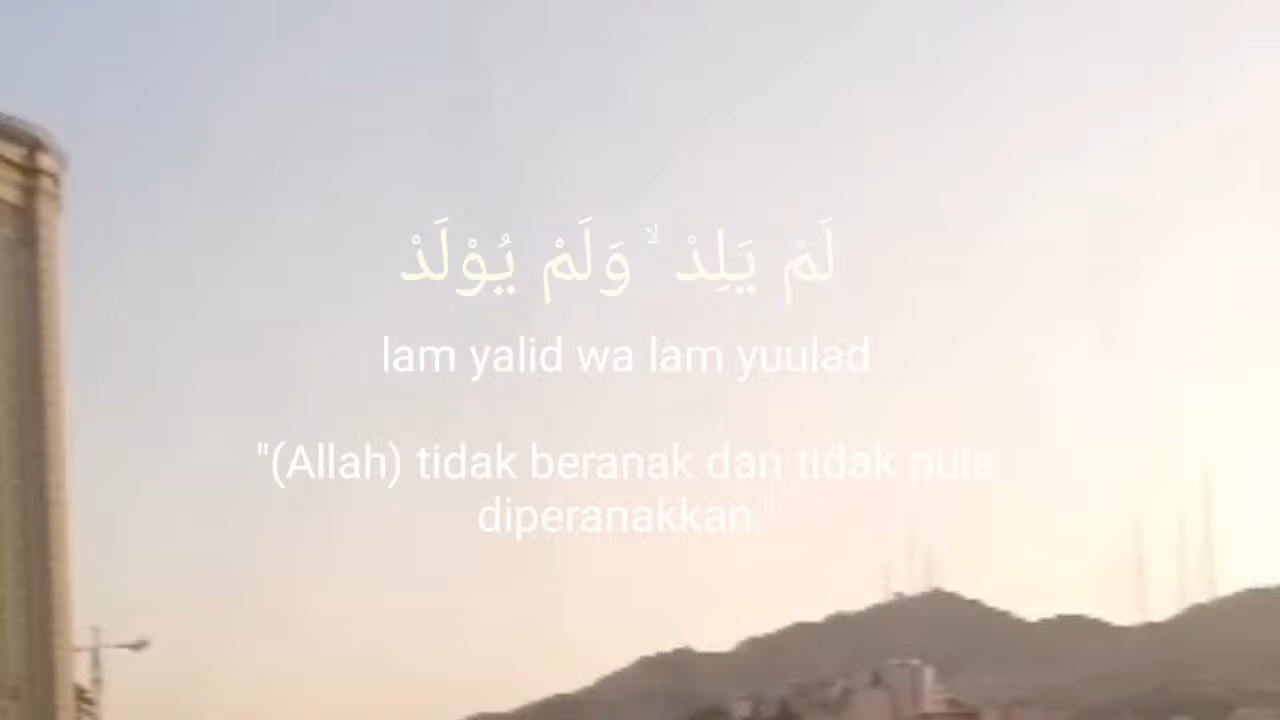 لَمْ يَلِدْ ۙ وَلَمْ يُوْلَدْ
lam yalid wa lam yuulad
"(Allah) tidak beranak dan tidak pula
diperanakkan."